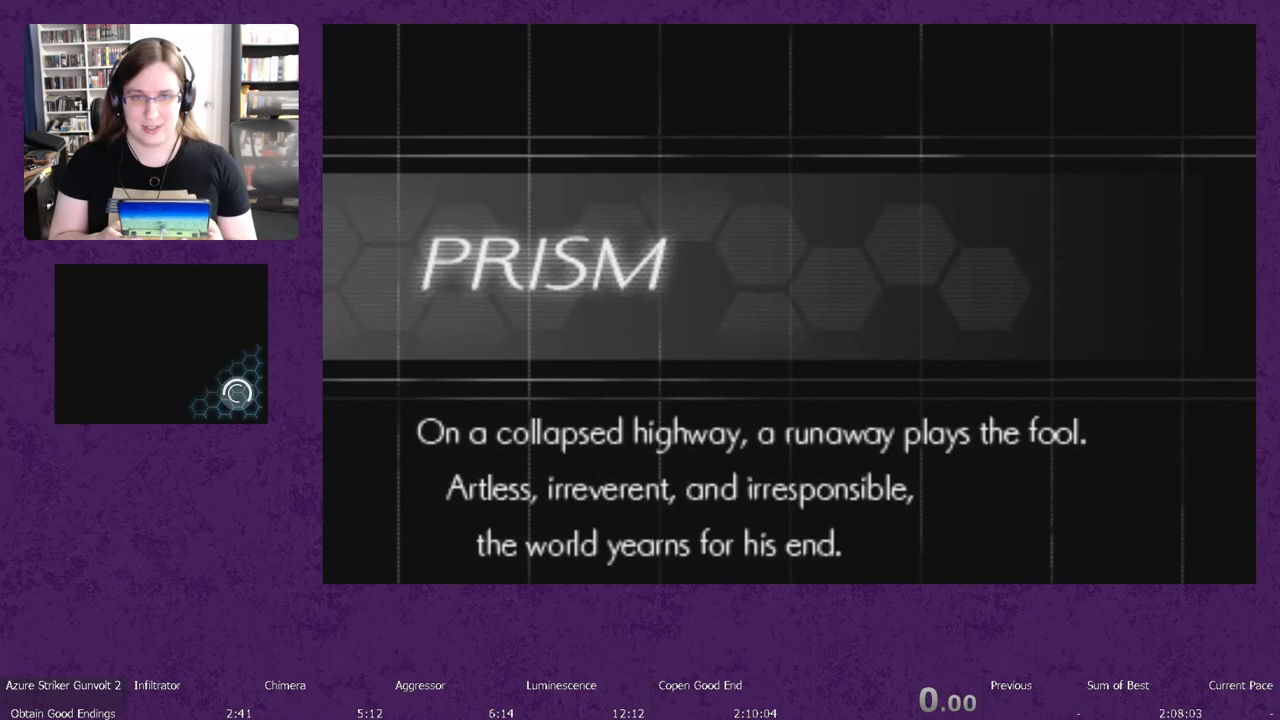 PRISM
On a collapsed highway, a runaway plays the fool.
Artless, irreverent, and irresponsible,
the world yearns for his end.
Azure Striker Gunvolt 2 Infiltrator Chimera Aggressor Luminescence Copen Good End 0.00 Previous Sum of Best Current Pace
Obtain Good Endings 2:41 5:12 6:14 12:12 2:10:04 - 2:08:03 -